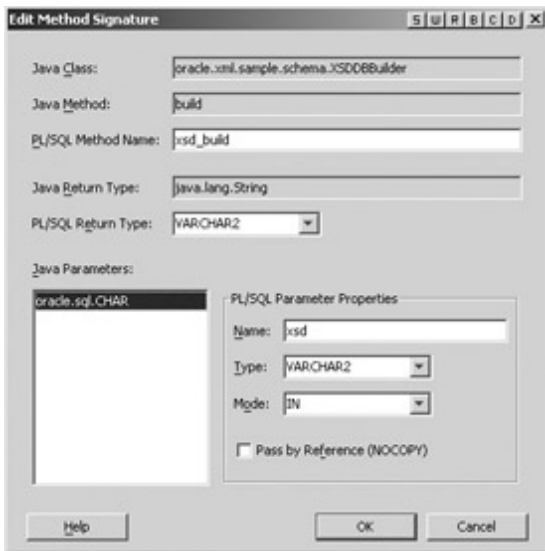 Edit Method Signature S U R B C D X
Java Class: oracle.xml.sample.schema.XSDDBBuilder
Java Method: build
PL/SQL Method Name: xsd_build
Java Return Type: java.lang.String
PL/SQL Return Type: VARCHAR2
Java Parameters:
oracle.sql.CHAR
PL/SQL Parameter Properties
Name: xsd
Type: VARCHAR2
Mode: IN
Pass by Reference (NOCOPY)
Help OK Cancel